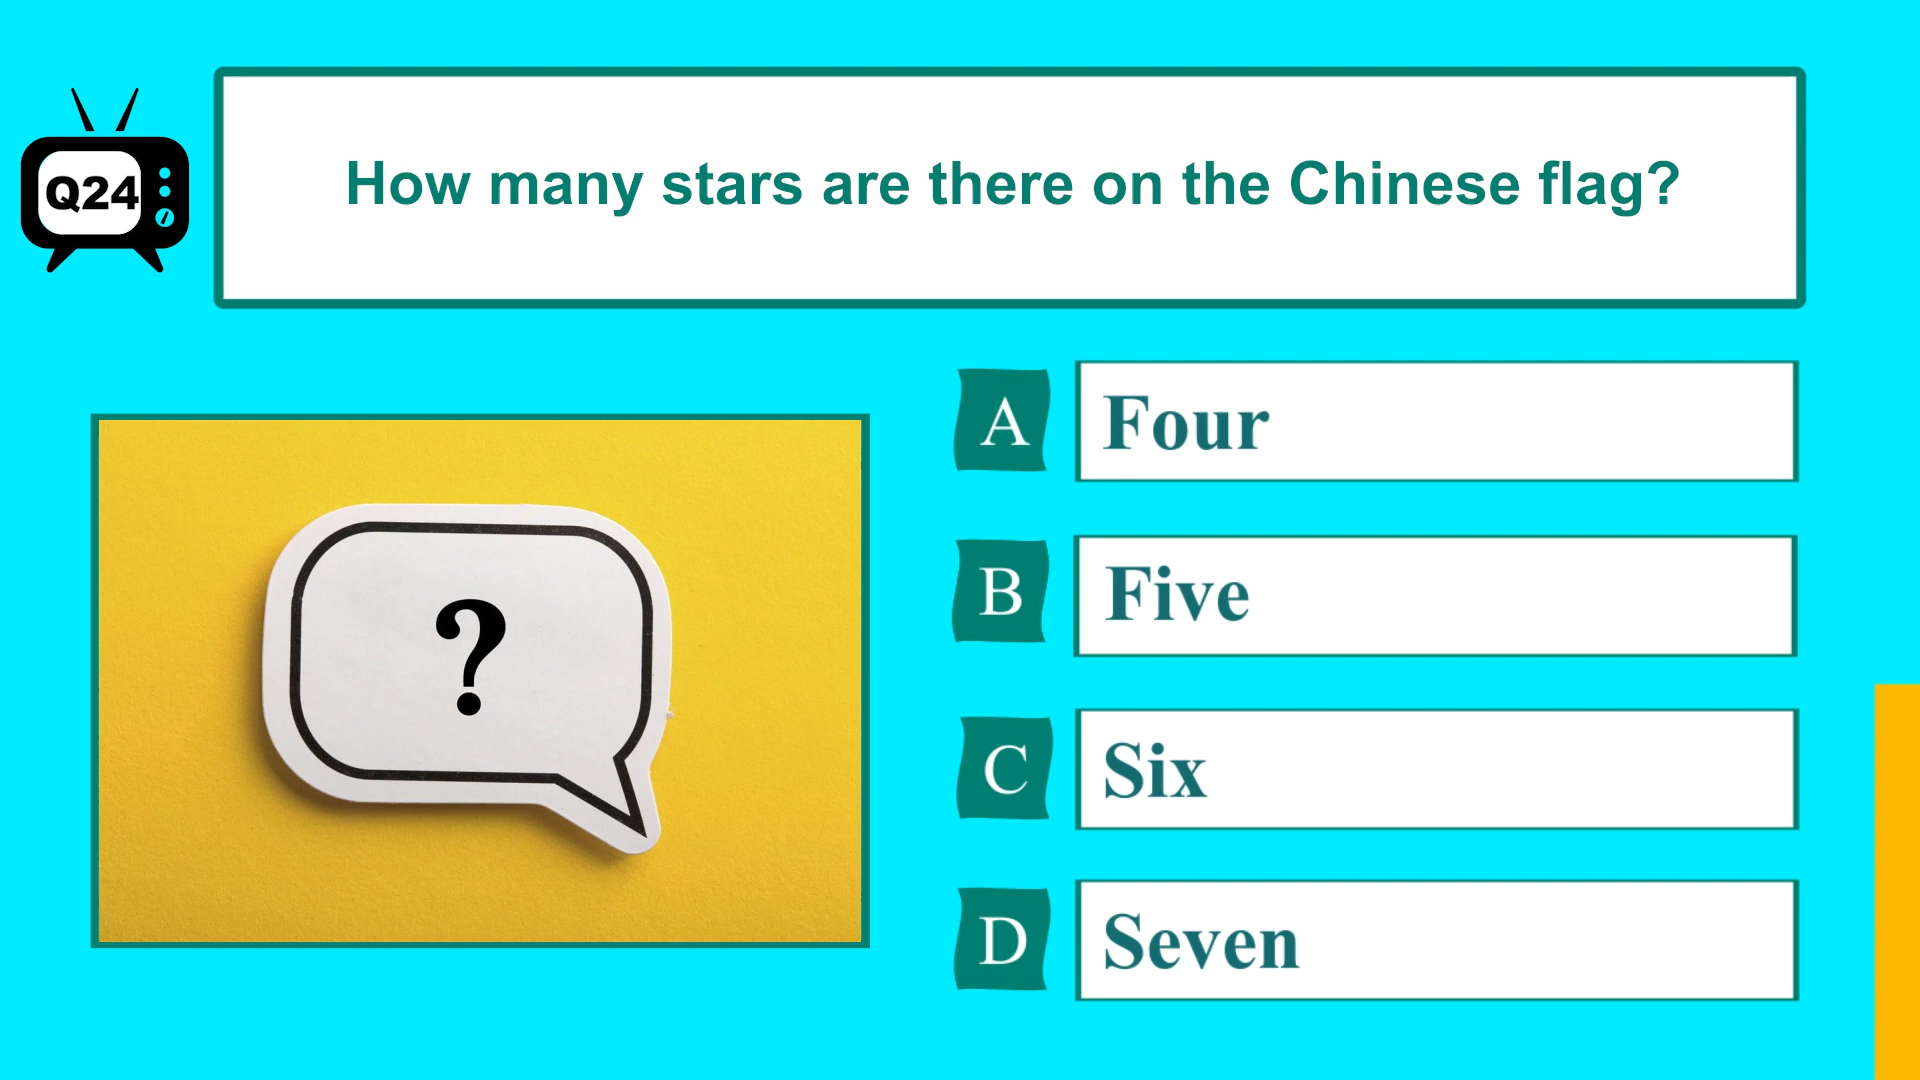 Q24
How many stars are there on the Chinese flag?
?
A
Four
B
Five
C
Six
D
Seven